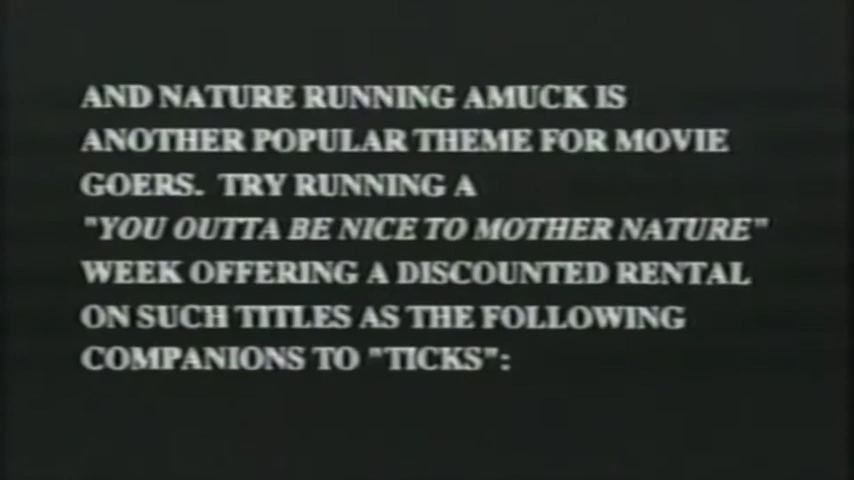 AND NATURE RUNNING AMUCK IS
ANOTHER POPULAR THEME FOR MOVIE
GOERS.  TRY RUNNING A
"YOU OUTTA BE NICE TO MOTHER NATURE"
WEEK OFFERING A DISCOUNTED RENTAL
ON SUCH TITLES AS THE FOLLOWING
COMPANIONS TO "TICKS":